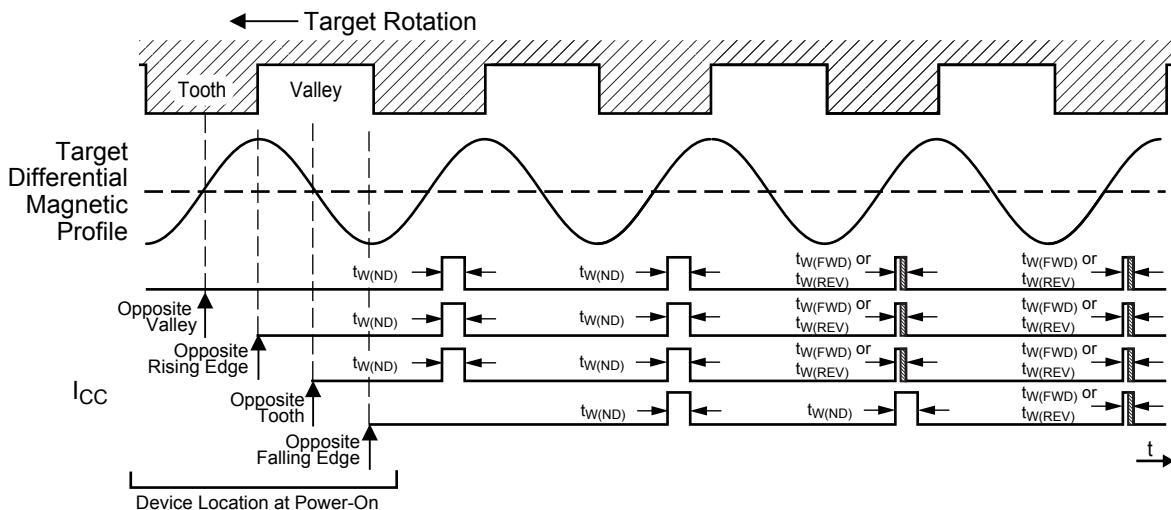 Target Rotation
Tooth
Valley
Target
Differential
Magnetic
Profile
tW(ND)
tW(ND)
tW(FWD) or
tW(REV)
tW(FWD) or
tW(REV)
Opposite
Valley
tW(ND)
tW(ND)
tW(FWD) or
tW(REV)
tW(FWD) or
tW(REV)
Opposite
Rising Edge
tW(ND)
tW(ND)
tW(FWD) or
tW(REV)
tW(FWD) or
tW(REV)
ICC
Opposite
Tooth
tW(ND)
tW(ND)
tW(FWD) or
tW(REV)
Opposite
Falling Edge
t
Device Location at Power-On